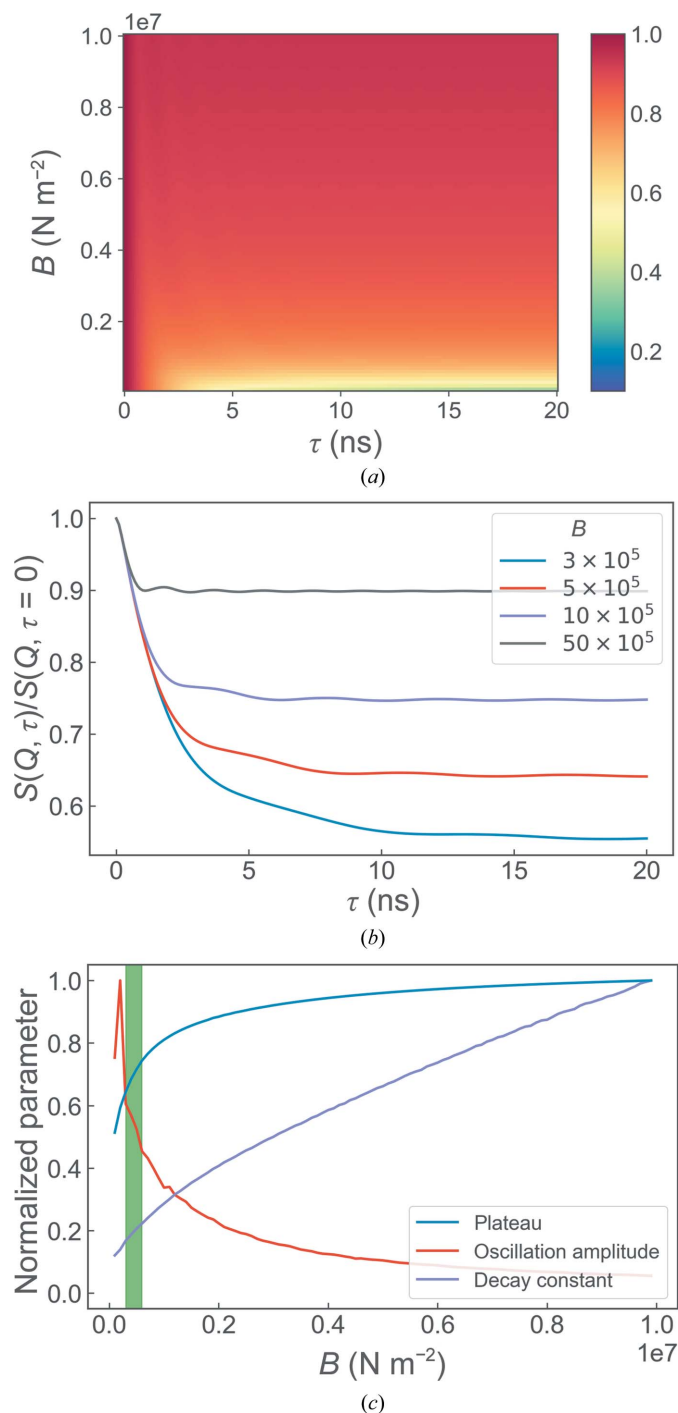 1e7
1.0
0.8
0.6
0.4
0.2
B (N m⁻²)
0 5 10 15 20
τ (ns)
1.0
0.8
0.6
0.4
0.2
(a)
1.0
0.9
0.8
0.7
0.6
S(Q, τ)/S(Q, τ = 0)
B
3 × 10⁵
5 × 10⁵
10 × 10⁵
50 × 10⁵
0 5 10 15 20
τ (ns)
(b)
1.0
0.8
0.6
0.4
0.2
0.0
Normalized parameter
Plateau
Oscillation amplitude
Decay constant
0.0 0.2 0.4 0.6 0.8 1.0
1e7
B (N m⁻²)
(c)